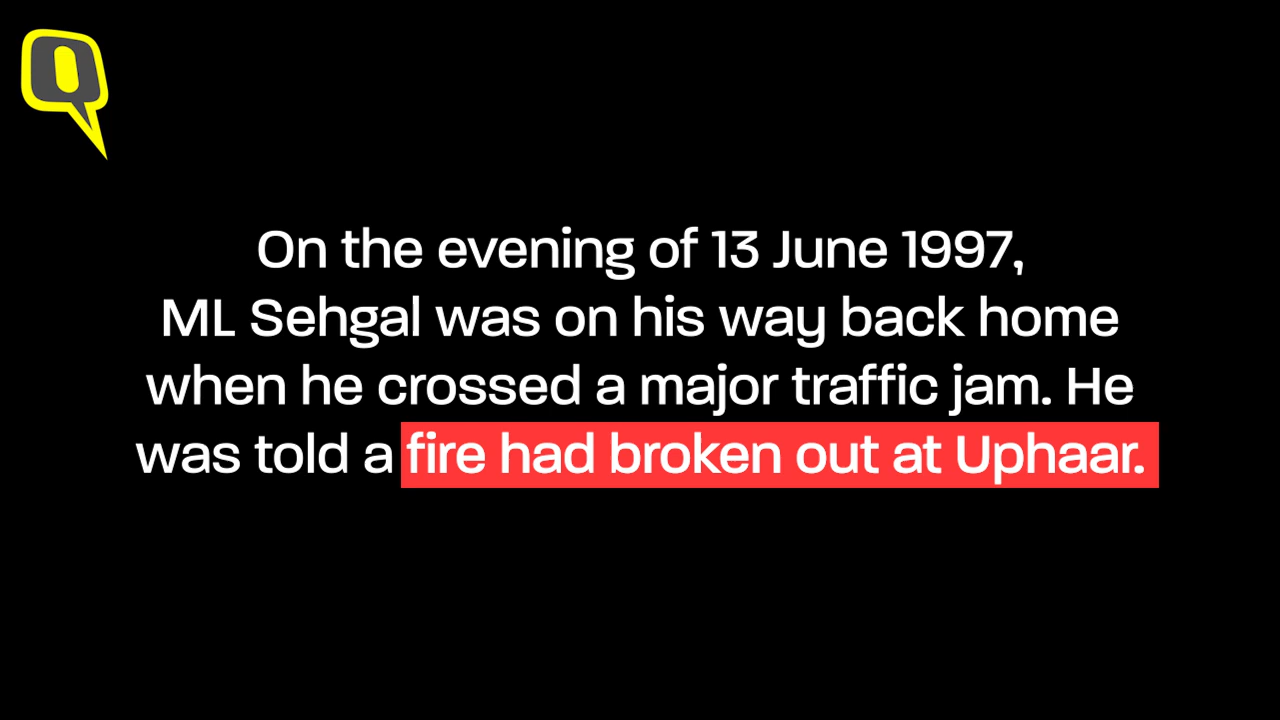 On the evening of 13 June 1997,
ML Sehgal was on his way back home
when he crossed a major traffic jam. He
was told a fire had broken out at Uphaar.